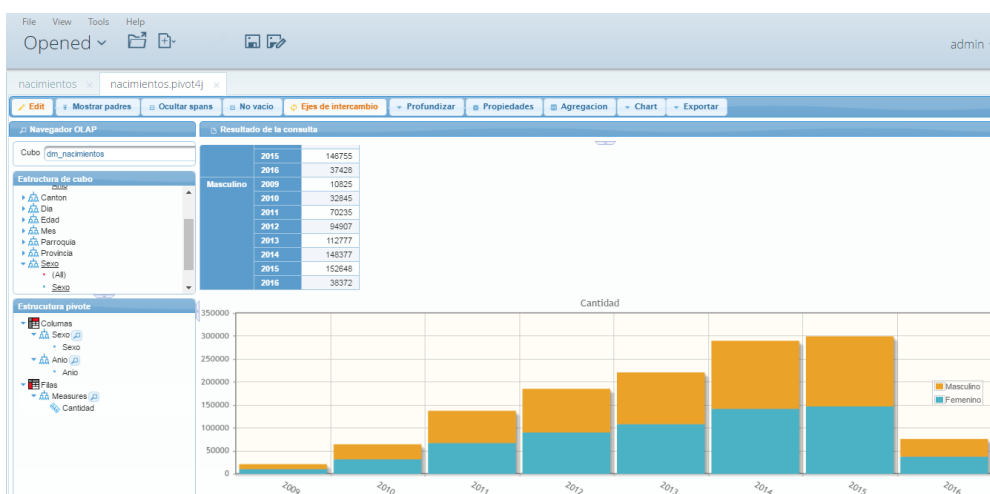 File View Tools Help
Opened
admin
nacimientos × nacimientos.pivot4j ×
Edit Mostrar padres Ocultar spans No vacio Ejes de intercambio Profundizar Propiedades Agregacion Chart Exportar
Navegador OLAP
Cubo dm_nacimientos
Estructura de cubo
Anio
Canton
Dia
Edad
Mes
Parroquia
Provincia
Sexo
(All)
Sexo
Estrucutura pivote
Columas
Sexo
Sexo
Anio
Anio
Filas
Measures
Cantidad
Resultado de la consulta
2015 146755
2016 37428
Masculino 2009 10825
2010 32845
2011 70235
2012 94907
2013 112777
2014 148377
2015 152648
2016 38372
Cantidad
350000
300000
250000
200000
150000
100000
50000
0
2009 2010 2011 2012 2013 2014 2015 2016
Masculino
Femenino